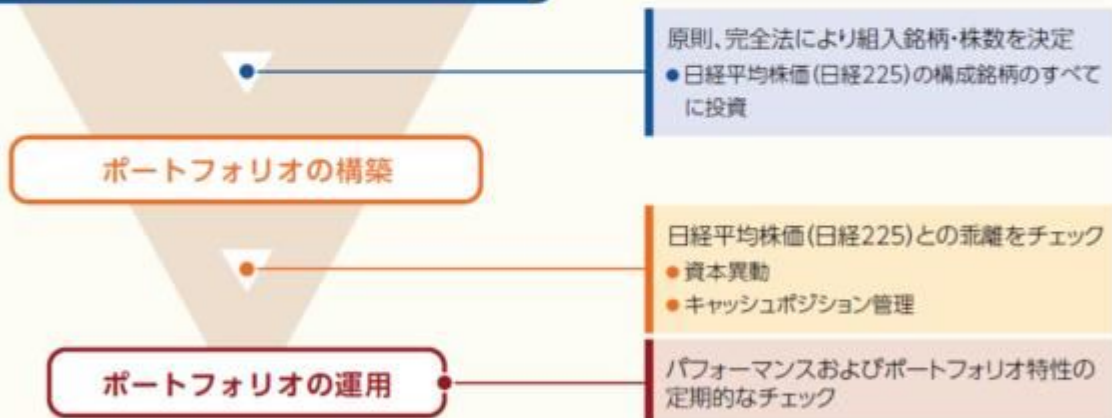 原則、完全法により組入銘柄・株数を決定
●日経平均株価(日経225)の構成銘柄のすべて
に投資
ポートフォリオの構築
日経平均株価(日経225)との乖離をチェック
●資本異動
●キャッシュポジション管理
ポートフォリオの運用
パフォーマンスおよびポートフォリオ特性の
定期的なチェック